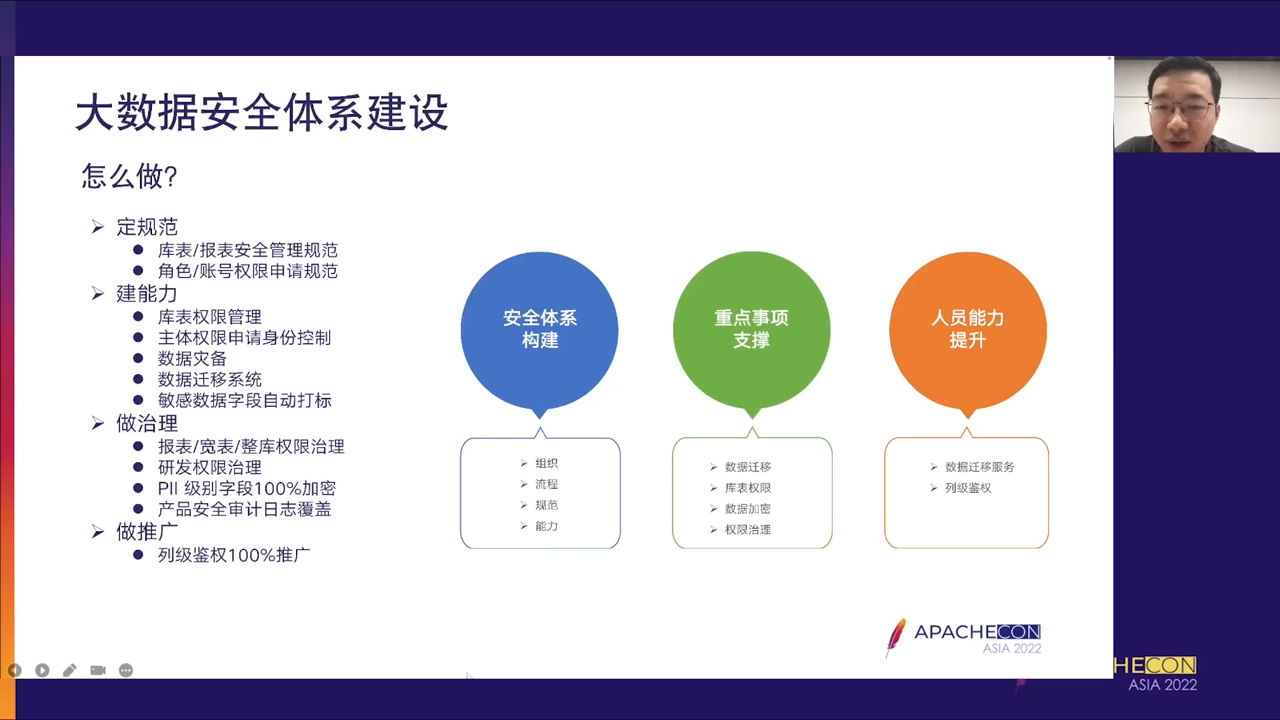 大数据安全体系建设
怎么做?
定规范
库表/报表安全管理规范
角色/账号权限申请规范
建能力
库表权限管理
主体权限申请身份控制
数据灾备
数据迁移系统
敏感数据字段自动打标
做治理
报表/宽表/整库权限治理
研发权限治理
PII 级别字段100%加密
产品安全审计日志覆盖
做推广
列级鉴权100%推广
安全体系
构建
组织
流程
规范
能力
重点事项
支撑
数据迁移
库表权限
数据加密
权限治理
人员能力
提升
数据迁移服务
列级鉴权
APACHECON
ASIA 2022
HECON
ASIA 2022